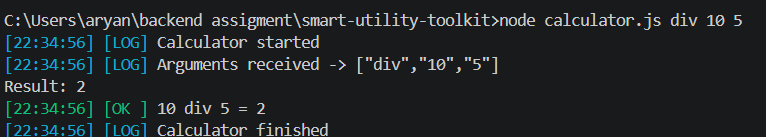 C:\Users\aryan\backend assigment\smart-utility-toolkit>node calculator.js div 10 5
[22:34:56] [LOG] Calculator started
[22:34:56] [LOG] Arguments received -> ["div","10","5"]
Result: 2
[22:34:56] [OK ] 10 div 5 = 2
[22:34:56] [LOG] Calculator finished